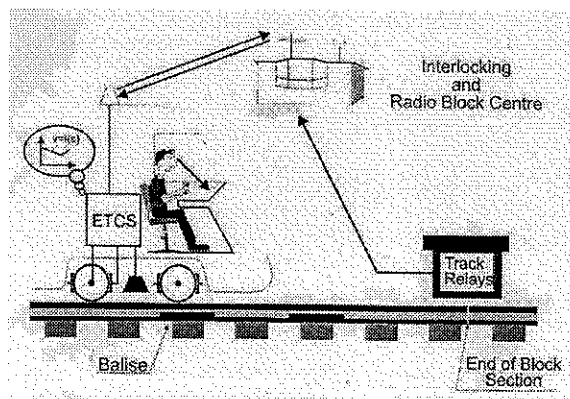 Interlocking
and
Radio Block Centre
ETCS
Track
Relays
Balise
End of Block
Section